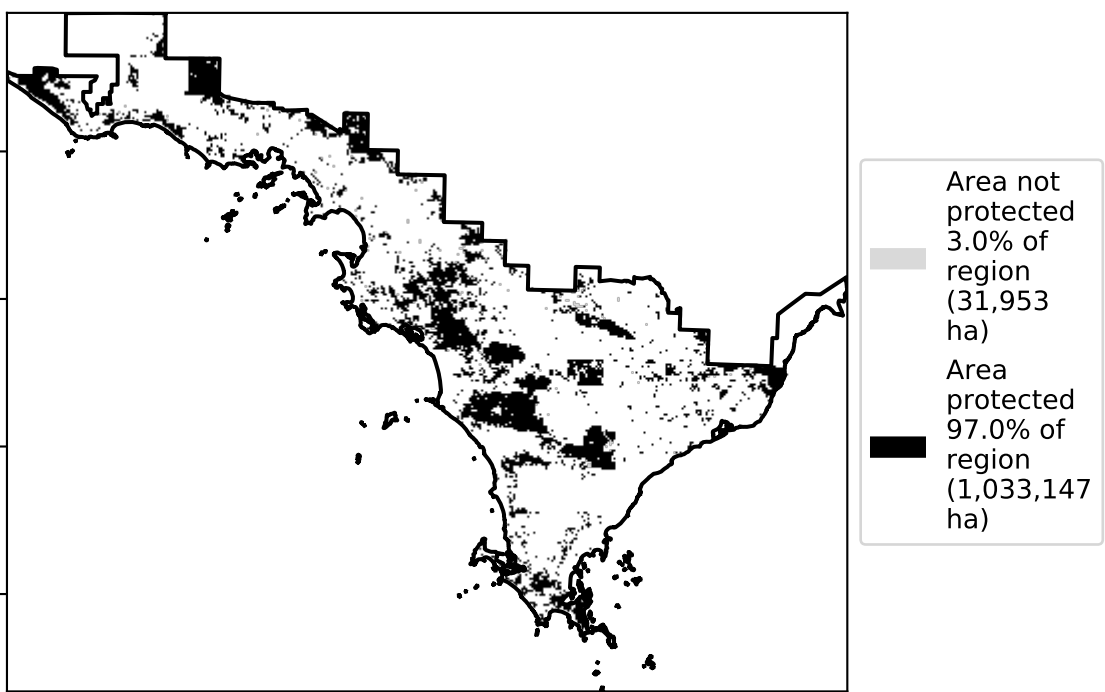 Area not
protected
3.0% of
region
(31,953
ha)
Area
protected
97.0% of
region
(1,033,147
ha)